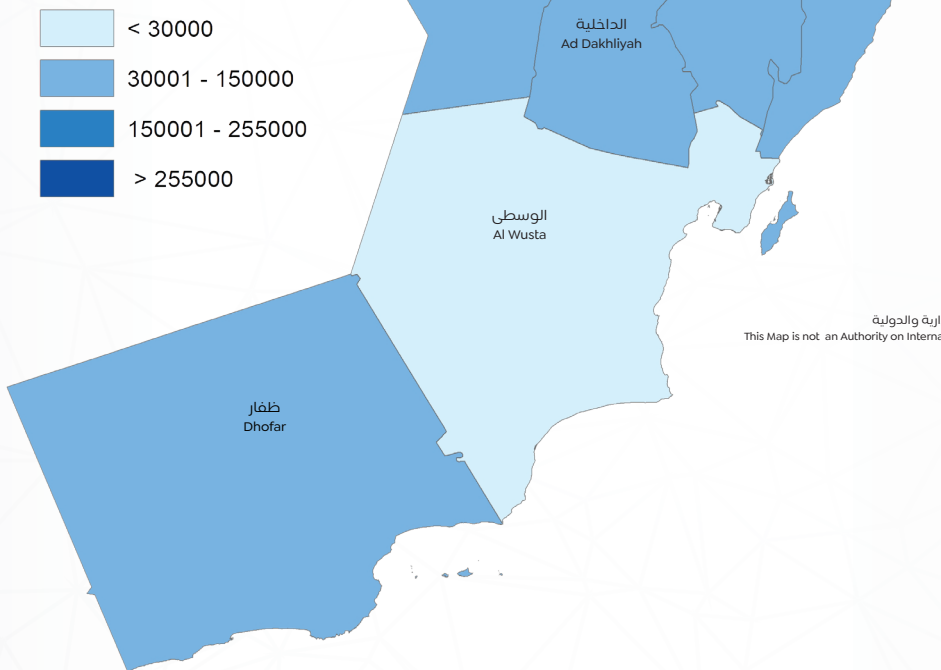 < 30000
30001 - 150000
150001 - 255000
> 255000
الداخلية
Ad Dakhliyah
الوسطى
Al Wusta
والدولية
This Map is not an Authority on
ظفار
Dhofar